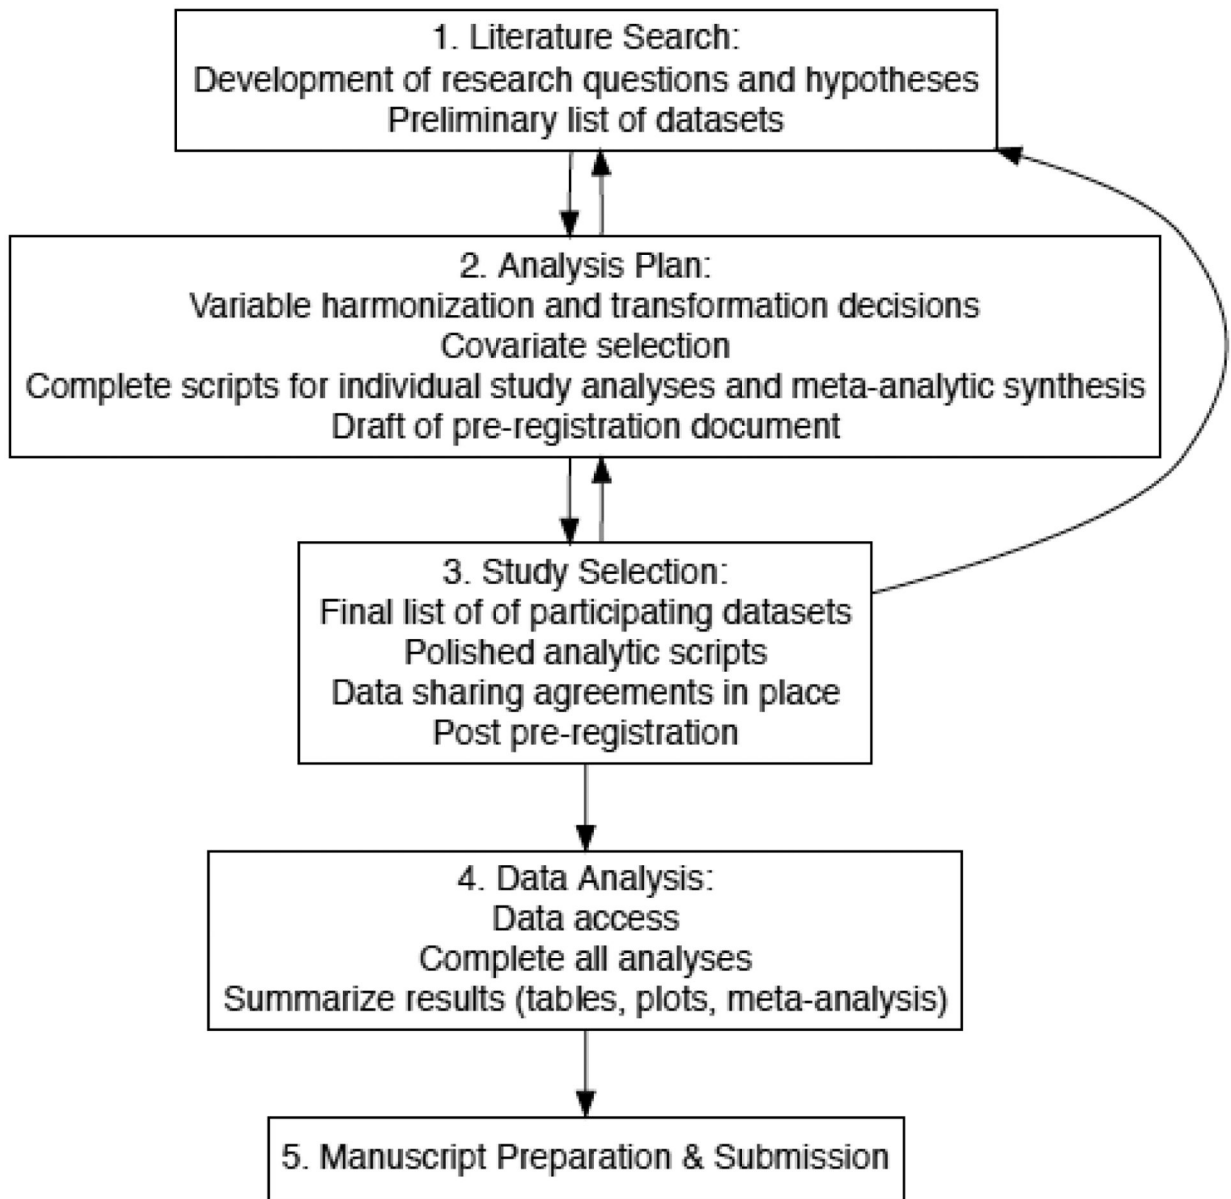 1. Literature Search:
Development of research questions and hypotheses
Preliminary list of datasets
2. Analysis Plan:
Variable harmonization and transformation decisions
Covariate selection
Complete scripts for individual study analyses and meta-analytic synthesis
Draft of pre-registration document
3. Study Selection:
Final list of of participating datasets
Polished analytic scripts
Data sharing agreements in place
Post pre-registration
4. Data Analysis:
Data access
Complete all analyses
Summarize results (tables, plots, meta-analysis)
5. Manuscript Preparation & Submission